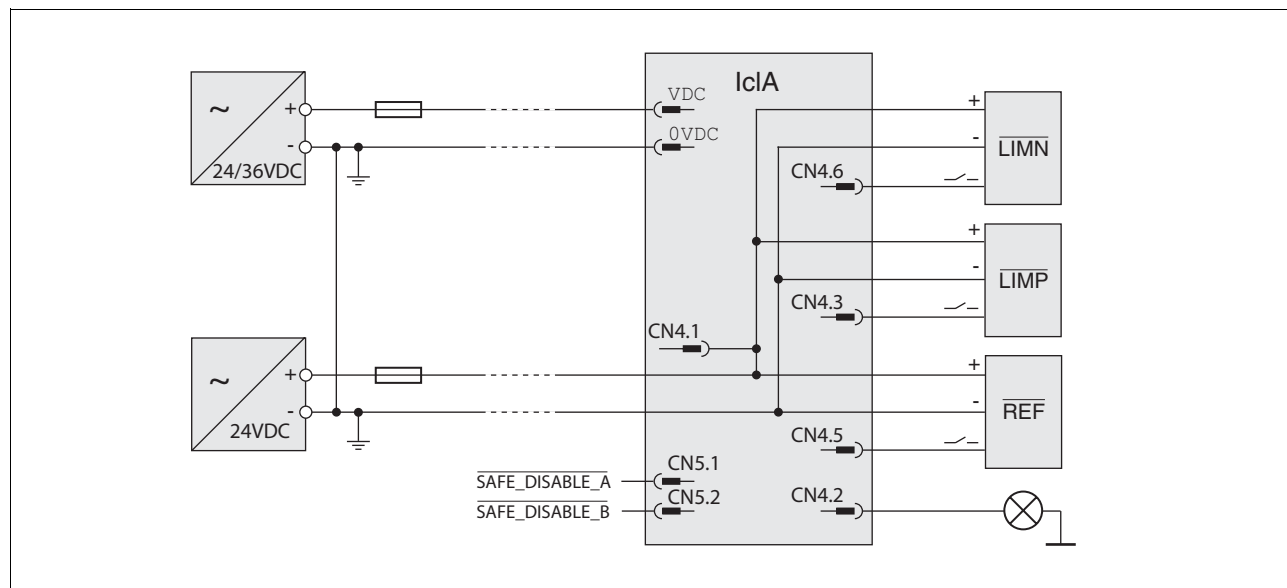 IclA
~
+
-
24/36VDC
VDC
0VDC
+
-
LIMN
CN4.6
+
-
LIMP
CN4.3
CN4.1
~
+
-
24VDC
+
-
REF
CN4.5
SAFE_DISABLE_A
CN5.1
SAFE_DISABLE_B
CN5.2
CN4.2